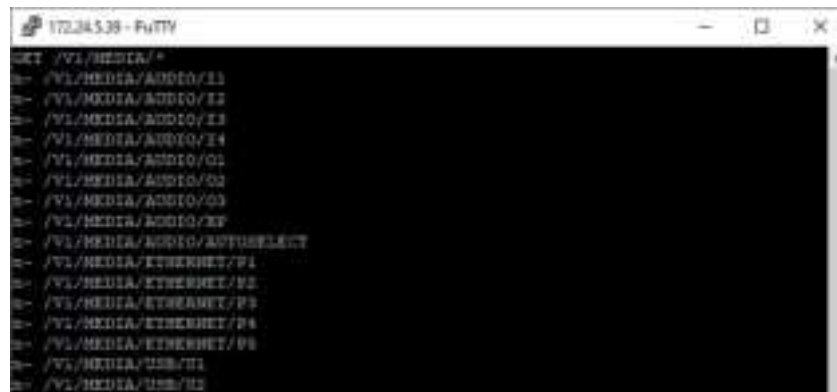 172.24.5.39 - PuTTY
GET /V1/MEDIA/*
n- /V1/MEDIA/AUDIO/I1
n- /V1/MEDIA/AUDIO/I2
n- /V1/MEDIA/AUDIO/I3
n- /V1/MEDIA/AUDIO/I4
n- /V1/MEDIA/AUDIO/O1
n- /V1/MEDIA/AUDIO/O2
n- /V1/MEDIA/AUDIO/O3
n- /V1/MEDIA/AUDIO/XP
n- /V1/MEDIA/AUDIO/AUTOSELECT
n- /V1/MEDIA/ETHERNET/P1
n- /V1/MEDIA/ETHERNET/P2
n- /V1/MEDIA/ETHERNET/P3
n- /V1/MEDIA/ETHERNET/P4
n- /V1/MEDIA/ETHERNET/P5
n- /V1/MEDIA/USB/U1
n- /V1/MEDIA/USB/U2